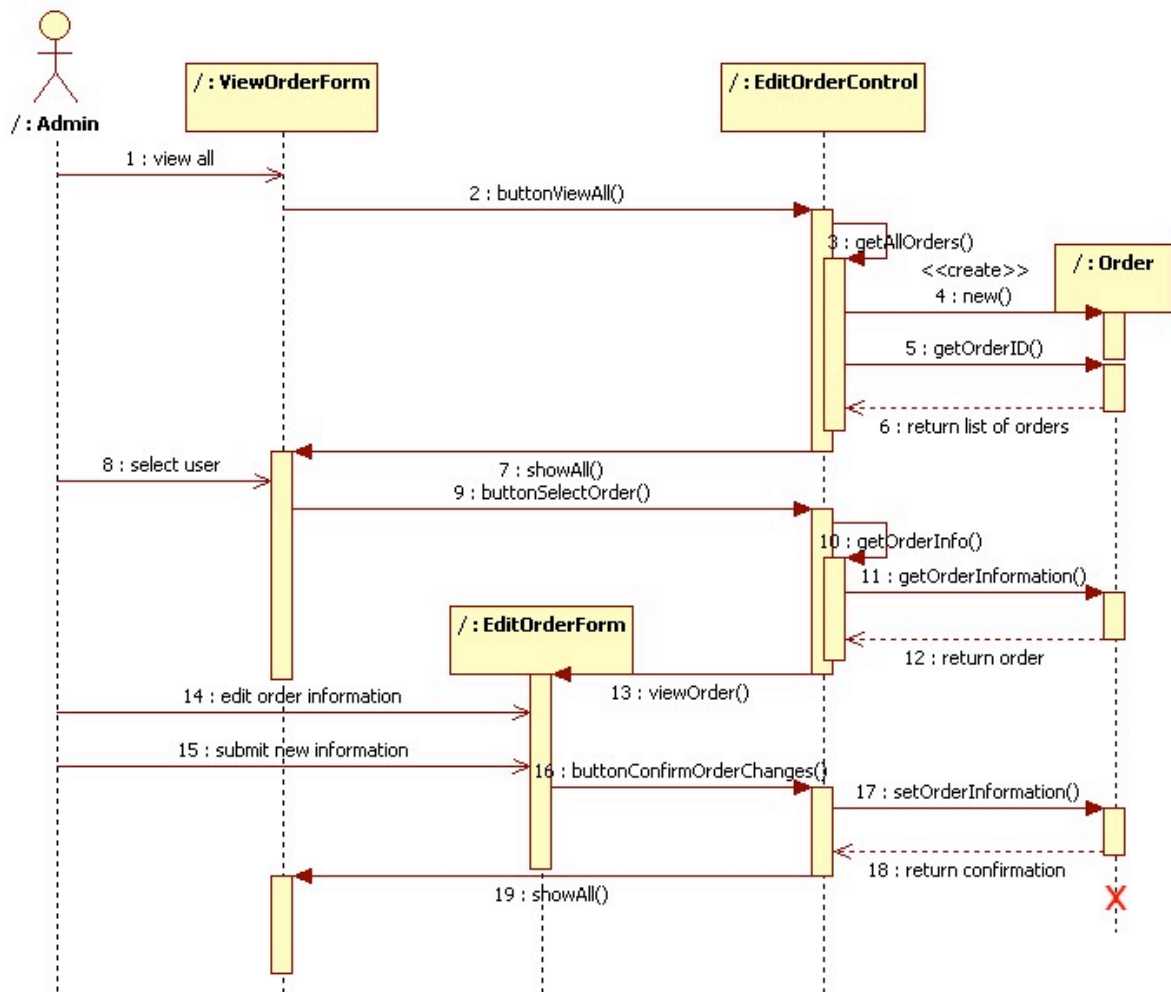 / : Admin
/ : ViewOrderForm
/ : EditOrderControl
1 : view all
2 : buttonViewAll()
3 : getAllOrders()
/ : Order
<<create>>
4 : new()
5 : getOrderID()
6 : return list of orders
7 : showAll()
8 : select user
9 : buttonSelectOrder()
10 : getOrderInfo()
11 : getOrderInformation()
/ : EditOrderForm
12 : return order
13 : viewOrder()
14 : edit order information
15 : submit new information
16 : buttonConfirmOrderChanges()
17 : setOrderInformation()
18 : return confirmation
X
19 : showAll()